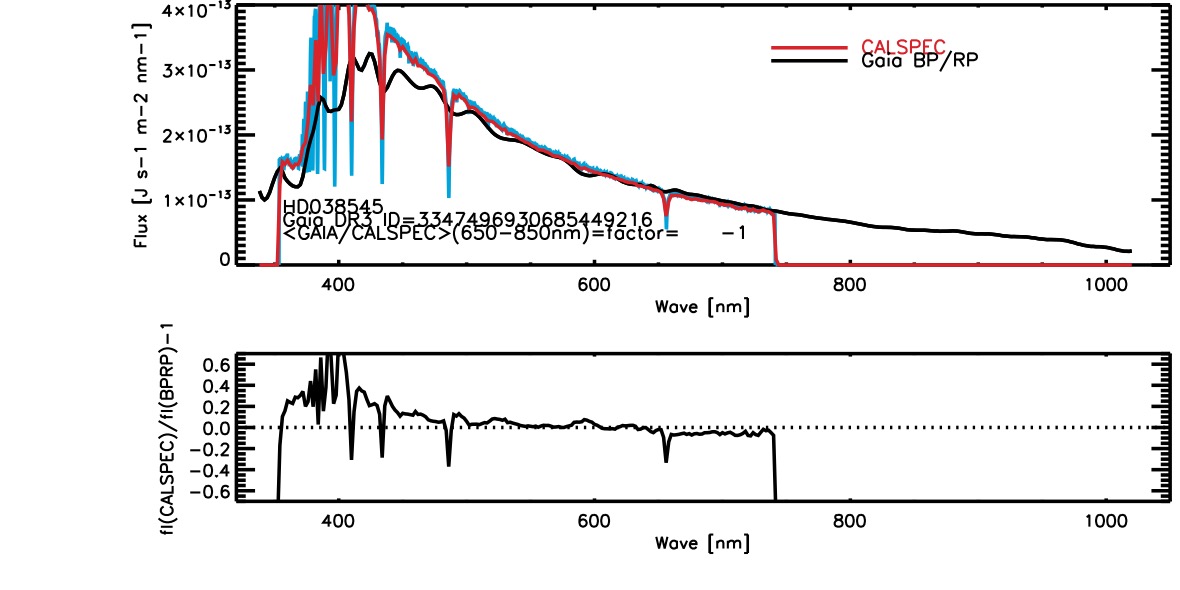 4×10−13
3×10−13
2×10−13
1×10−13
0
Flux [J s−1 m−2 nm−1]
CALSPEC
Gaia BP/RP
HD038545
Gaia DR3 ID=3347496930685449216
<GAIA/CALSPEC>(650−850nm)=factor= −1
400 600 800 1000
Wave [nm]
fl(CALSPEC)/fl(BPRP)−1
0.6
0.4
0.2
0.0
−0.2
−0.4
−0.6
400 600 800 1000
Wave [nm]